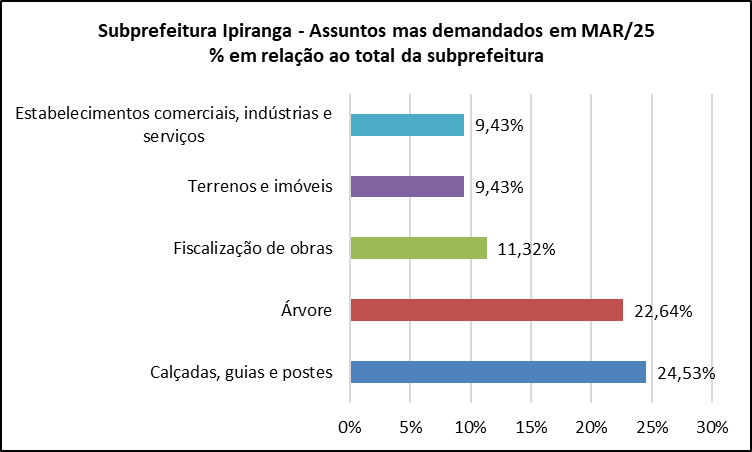 Subprefeitura Ipiranga - Assuntos mas demandados em MAR/25
% em relação ao total da subprefeitura
Estabelecimentos comerciais, indústrias e
serviços
9,43%
Terrenos e imóveis
9,43%
Fiscalização de obras
11,32%
Árvore
22,64%
Calçadas, guias e postes
24,53%
0% 5% 10% 15% 20% 25% 30%